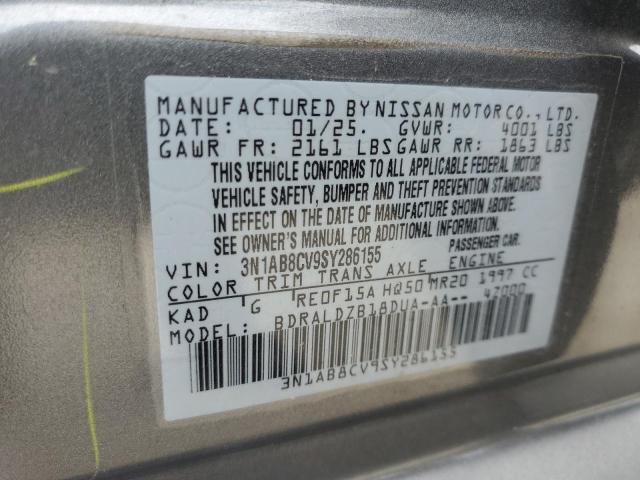 MANUFACTURED BY NISSAN MOTOR CO., LTD.
DATE: 01/25. GVWR: 4001 LBS
GAWR FR: 2161 LBS GAWR RR: 1863 LBS
THIS VEHICLE CONFORMS TO ALL APPLICABLE FEDERAL MOTOR
VEHICLE SAFETY, BUMPER AND THEFT PREVENTION STANDARDS
IN EFFECT ON THE DATE OF MANUFACTURE SHOWN ABOVE.
SEE OWNER'S MANUAL FOR ADDITIONAL INFORMATION.
VIN: 3N1AB8CV9SY286155 PASSENGER CAR.
COLOR TRIM TRANS AXLE ENGINE
KAD G RE0F15A HQ50 MR20 1997 CC
MODEL: BDRALDZB18DUA-AA-- 42000
3N1AB8CV9SY286155